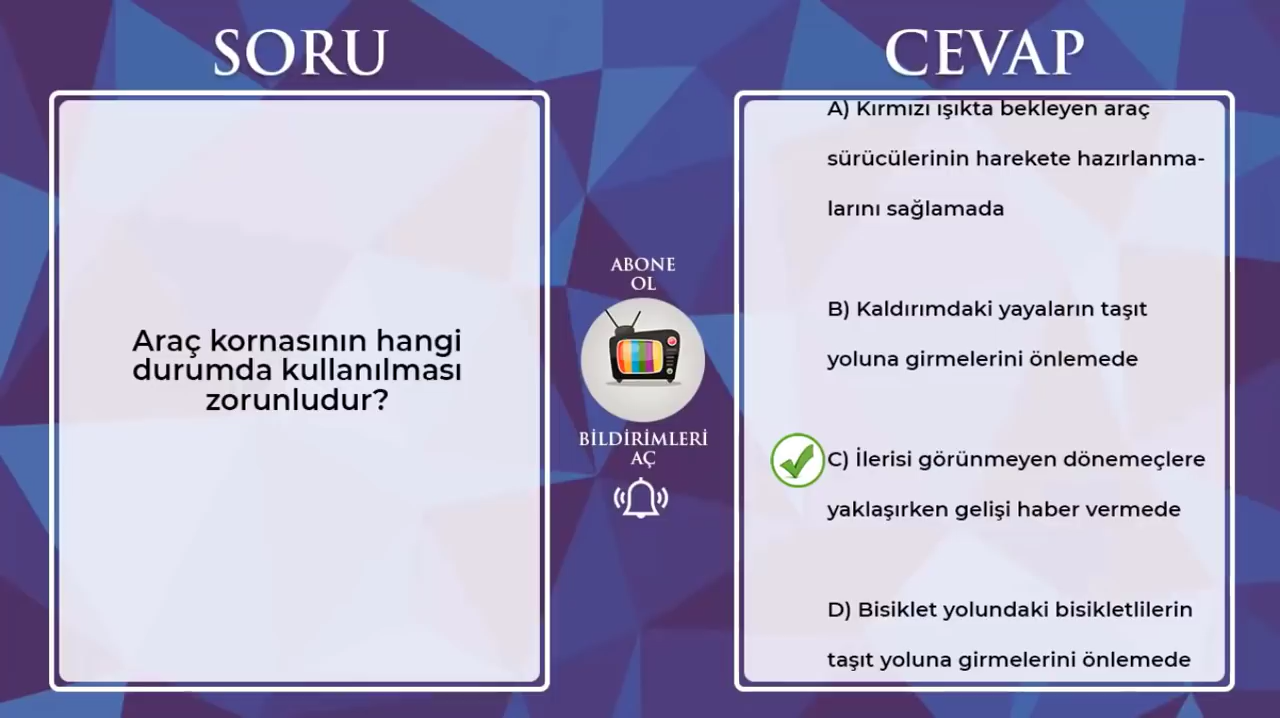 SORU
Araç kornasının hangi
durumda kullanılması
zorunludur?
ABONE
OL
BİLDİRİMLERİ
AÇ
CEVAP
A) Kırmızı ışıkta bekleyen araç
sürücülerinin harekete hazırlanma-
larını sağlamada
B) Kaldırımdaki yayaların taşıt
yoluna girmelerini önlemede
C) İlerisi görünmeyen dönemeçlere
yaklaşırken gelişi haber vermede
D) Bisiklet yolundaki bisikletlilerin
taşıt yoluna girmelerini önlemede